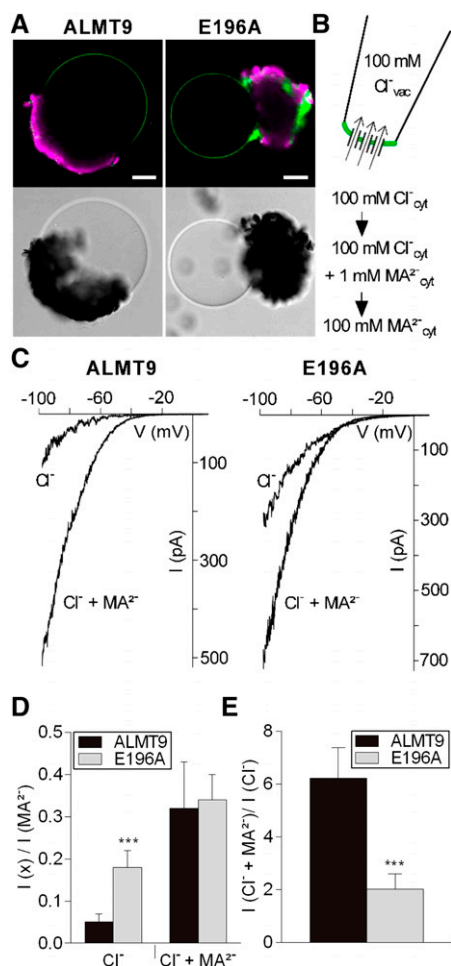 A
ALMT9
E196A
B
100 mM
Cl⁻vac
100 mM Cl⁻cyt
100 mM Cl⁻cyt
+ 1 mM MA²⁻cyt
100 mM MA²⁻cyt
C
ALMT9
-100 -60 -20
V (mV)
Cl⁻
Cl⁻ + MA²⁻
100
300
500
I (pA)
E196A
-100 -60 -20
V (mV)
Cl⁻
Cl⁻ + MA²⁻
100
300
500
700
I (pA)
D
I (x) / I (MA²⁻)
0.5
0.4
0.3
0.2
0.1
0.0
ALMT9
E196A
***
Cl⁻
Cl⁻ + MA²⁻
E
I (Cl⁻ + MA²⁻)/ I (Cl⁻)
8
6
4
2
0
ALMT9
E196A
***